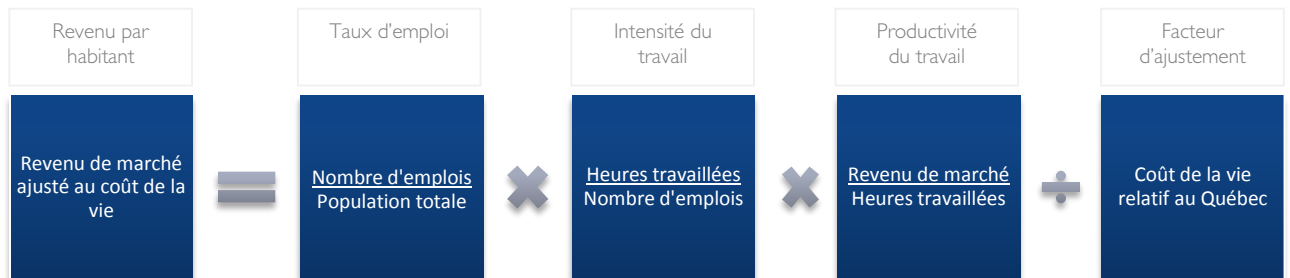 Revenu par
habitant
Taux d'emploi
Intensité du
travail
Productivité
du travail
Facteur
d'ajustement
Revenu de marché
ajusté au coût de la
vie
Nombre d'emplois
Population totale
Heures travaillées
Nombre d'emplois
Revenu de marché
Heures travaillées
Coût de la vie
relatif au Québec